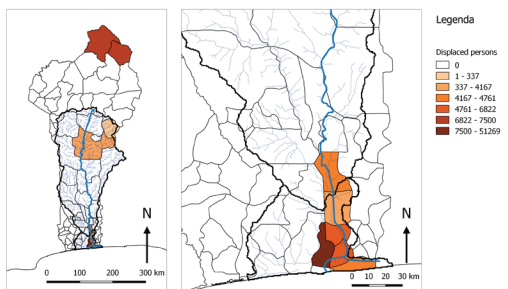 Legenda
Displaced persons
0
1 - 337
337 - 4167
4167 - 4761
4761 - 6822
6822 - 7500
7500 - 51269
N
0 100 200 300 km
N
0 10 20 30 km